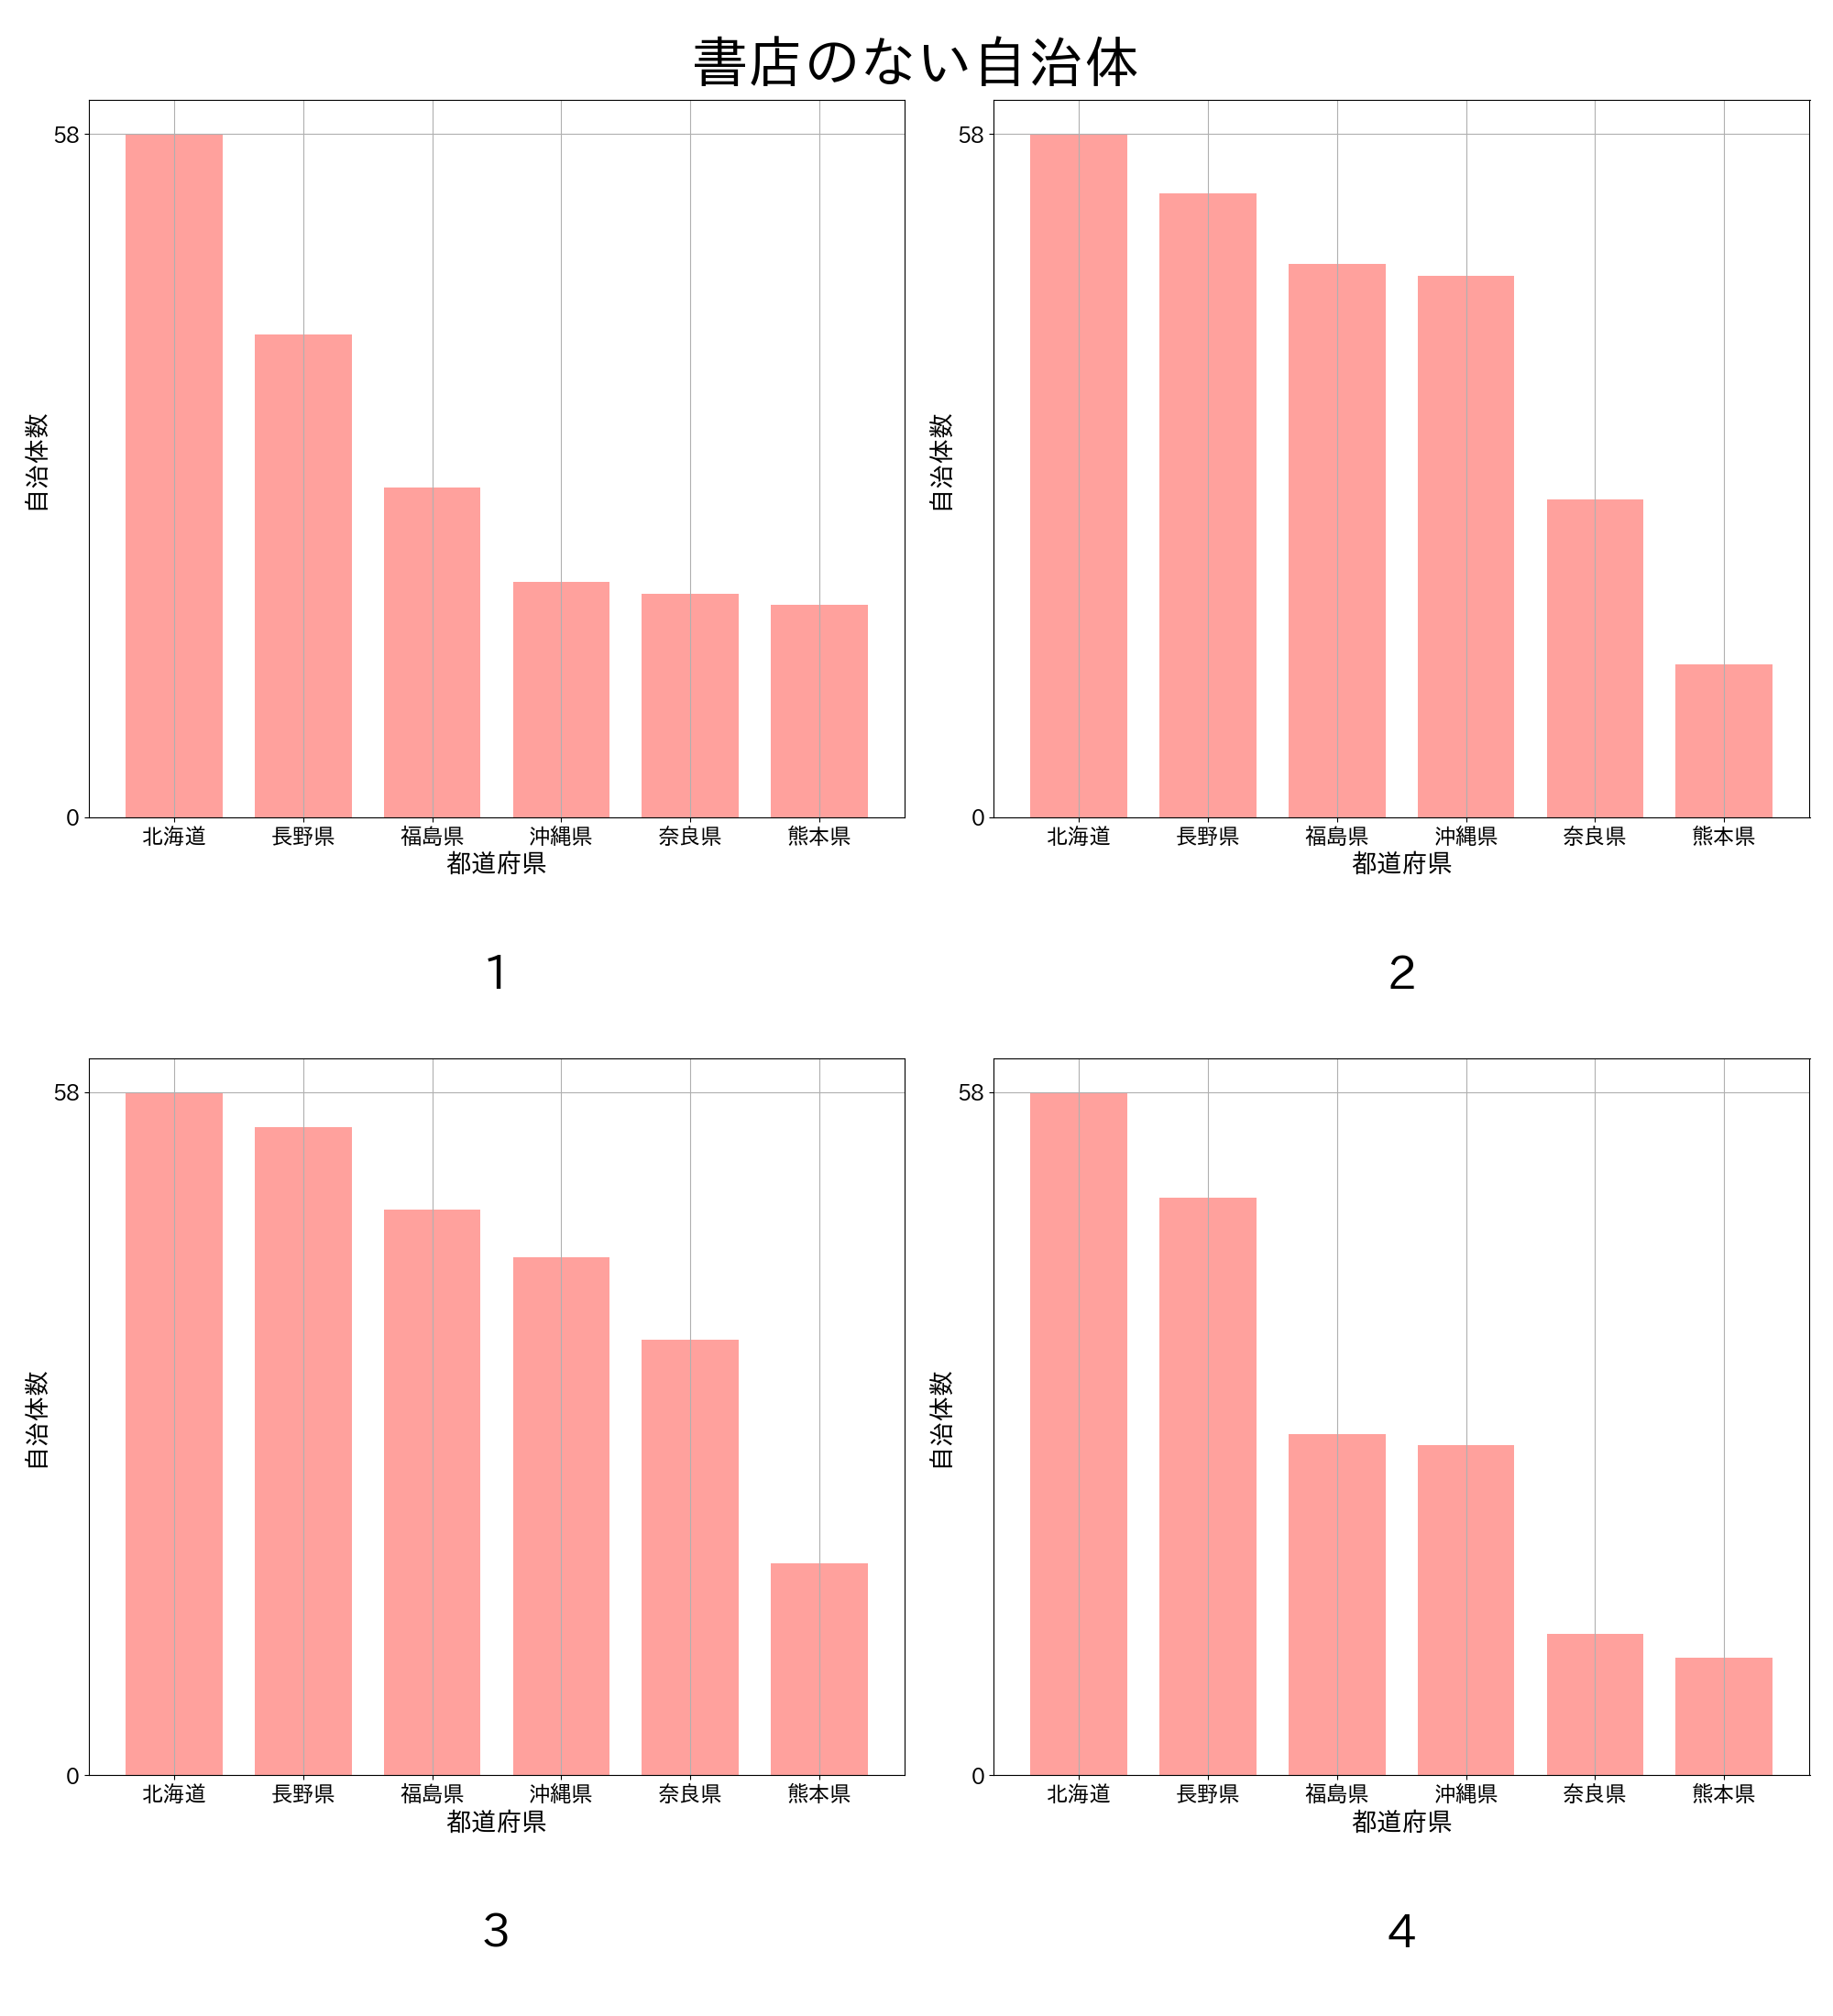 書店のない自治体
58
0
自治体数
北海道 長野県 福島県 沖縄県 奈良県 熊本県
都道府県
1
58
0
自治体数
北海道 長野県 福島県 沖縄県 奈良県 熊本県
都道府県
2
58
0
自治体数
北海道 長野県 福島県 沖縄県 奈良県 熊本県
都道府県
3
58
0
自治体数
北海道 長野県 福島県 沖縄県 奈良県 熊本県
都道府県
4